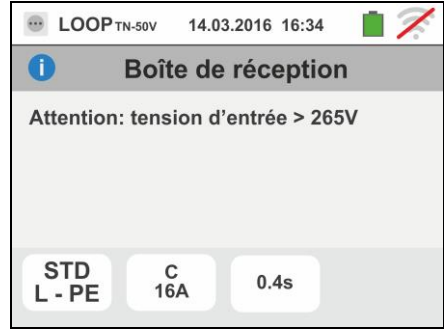 LOOP TN-50V 14.03.2016 16:34
i Boîte de réception
Attention: tension d'entrée > 265V
STD C 0.4s
L - PE 16A